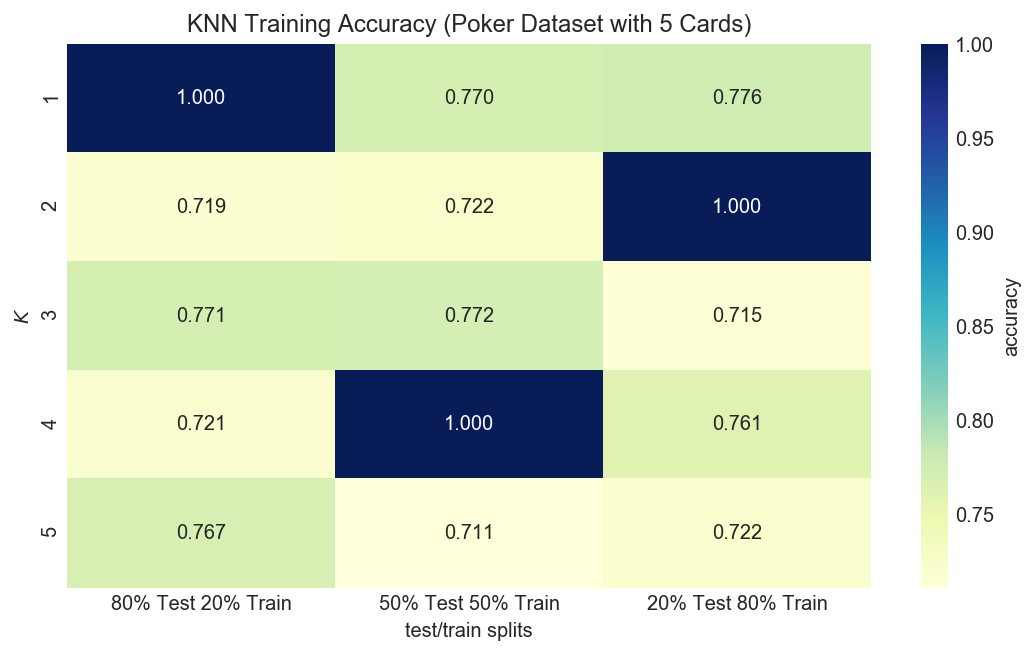 KNN Training Accuracy (Poker Dataset with 5 Cards)
1 1.000 0.770 0.776
2 0.719 0.722 1.000
3 0.771 0.772 0.715
4 0.721 1.000 0.761
5 0.767 0.711 0.722
K
80% Test 20% Train 50% Test 50% Train 20% Test 80% Train
test/train splits
1.00
0.95
0.90
0.85
0.80
0.75
accuracy